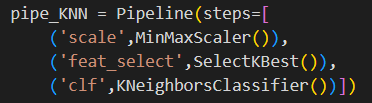 pipe_KNN = Pipeline(steps=[
    ('scale',MinMaxScaler()),
    ('feat_select',SelectKBest()),
    ('clf',KNeighborsClassifier())])